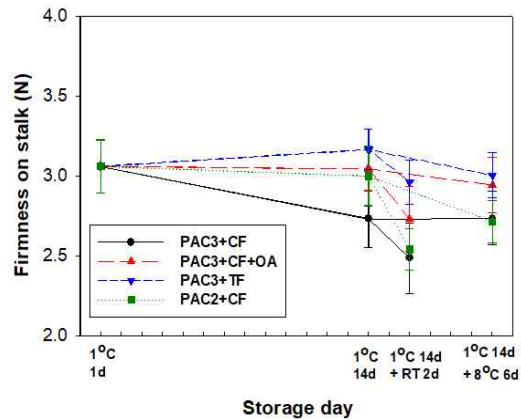 Firmness on stalk (N)
4.0
3.5
3.0
2.5
2.0
PAC3+CF
PAC3+CF+OA
PAC3+TF
PAC2+CF
1°C
1d
1°C
14d
1°C 14d
+ RT 2d
1°C 14d
+ 8°C 6d
Storage day